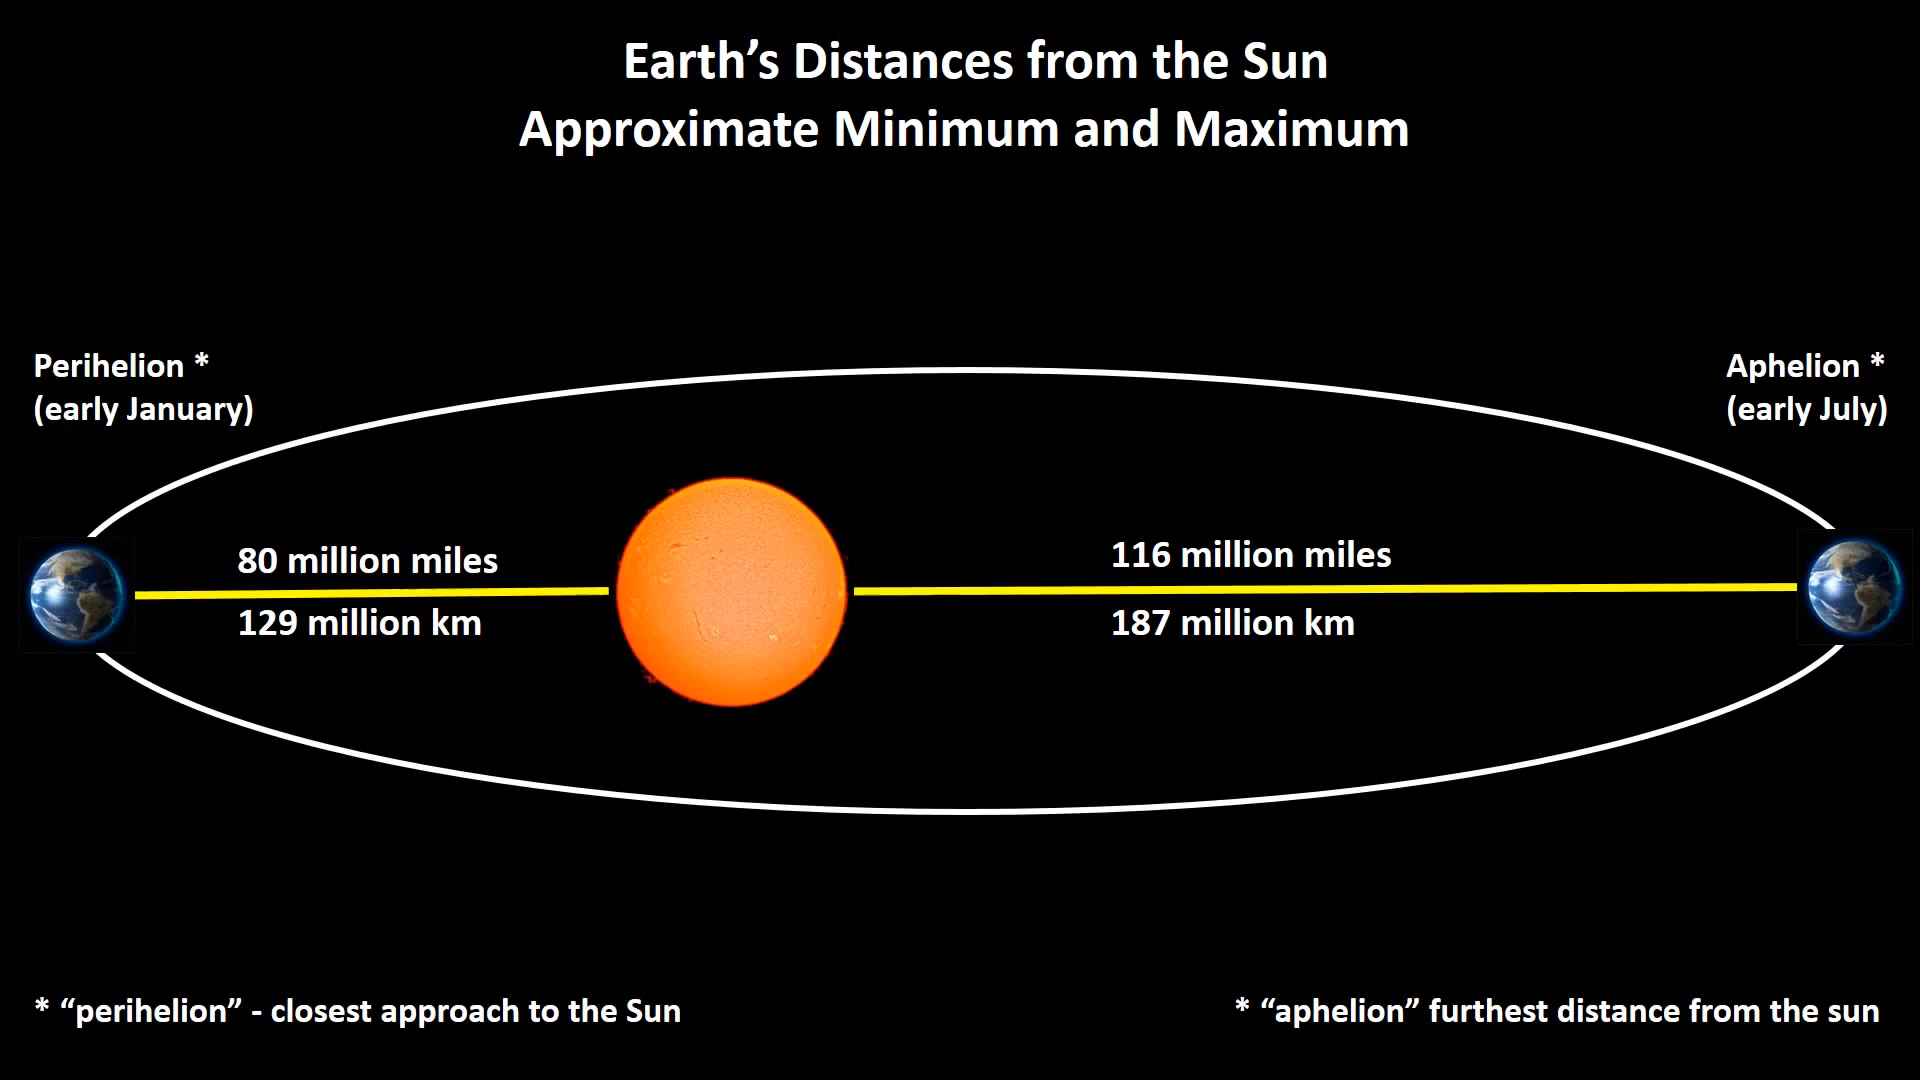 Earth’s Distances from the Sun
Approximate Minimum and Maximum
Perihelion *
(early January)
Aphelion *
(early July)
80 million miles
129 million km
116 million miles
187 million km
* “perihelion” - closest approach to the Sun
* “aphelion” furthest distance from the sun